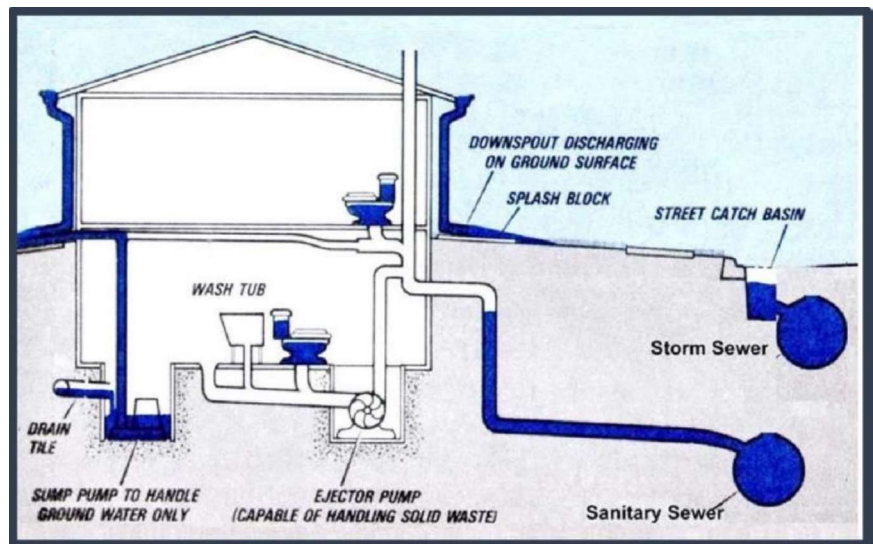 DOWNSPOUT DISCHARGING
ON GROUND SURFACE
SPLASH BLOCK
STREET CATCH BASIN
WASH TUB
Storm Sewer
DRAIN
TILE
SUMP PUMP TO HANDLE
GROUND WATER ONLY
EJECTOR PUMP
(CAPABLE OF HANDLING SOLID WASTE)
Sanitary Sewer